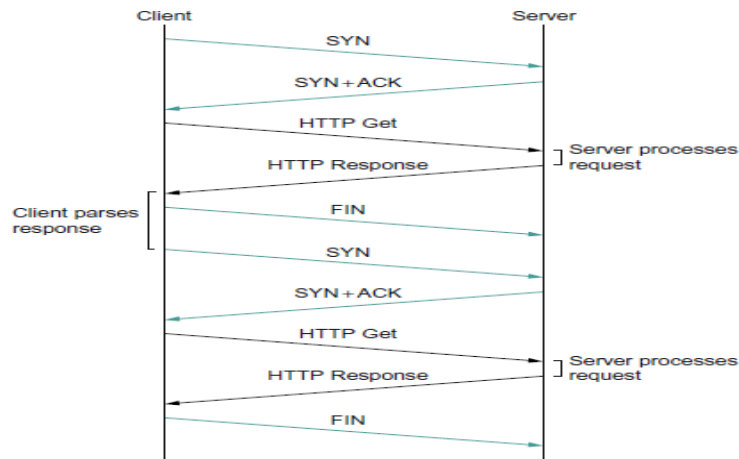 Client
Server
SYN
SYN + ACK
HTTP Get
Server processes
request
HTTP Response
Client parses
response
FIN
SYN
SYN + ACK
HTTP Get
Server processes
request
HTTP Response
FIN